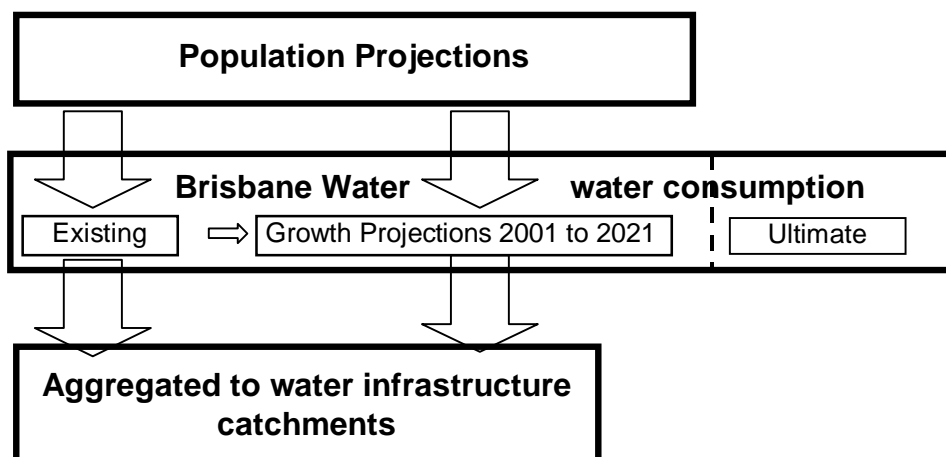 Population Projections
Brisbane Water water consumption
Existing Growth Projections 2001 to 2021 Ultimate
Aggregated to water infrastructure
catchments